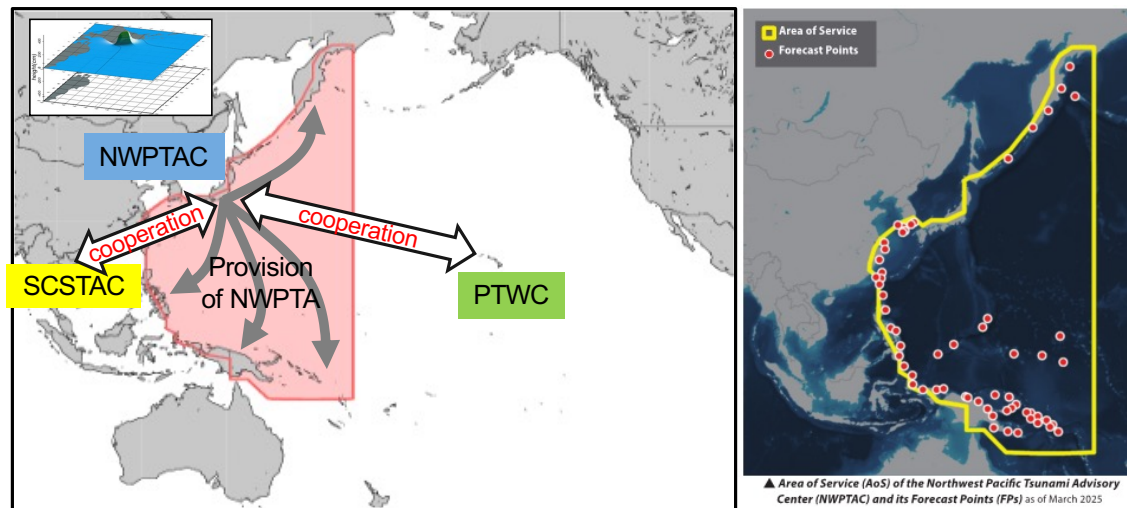 NWPTAC
cooperation
cooperation
SCSTAC
Provision
of NWPTA
PTWC
Area of Service
Forecast Points
▲ Area of Service (AoS) of the Northwest Pacific Tsunami Advisory
Center (NWPTAC) and its Forecast Points (FPs) as of March 2025